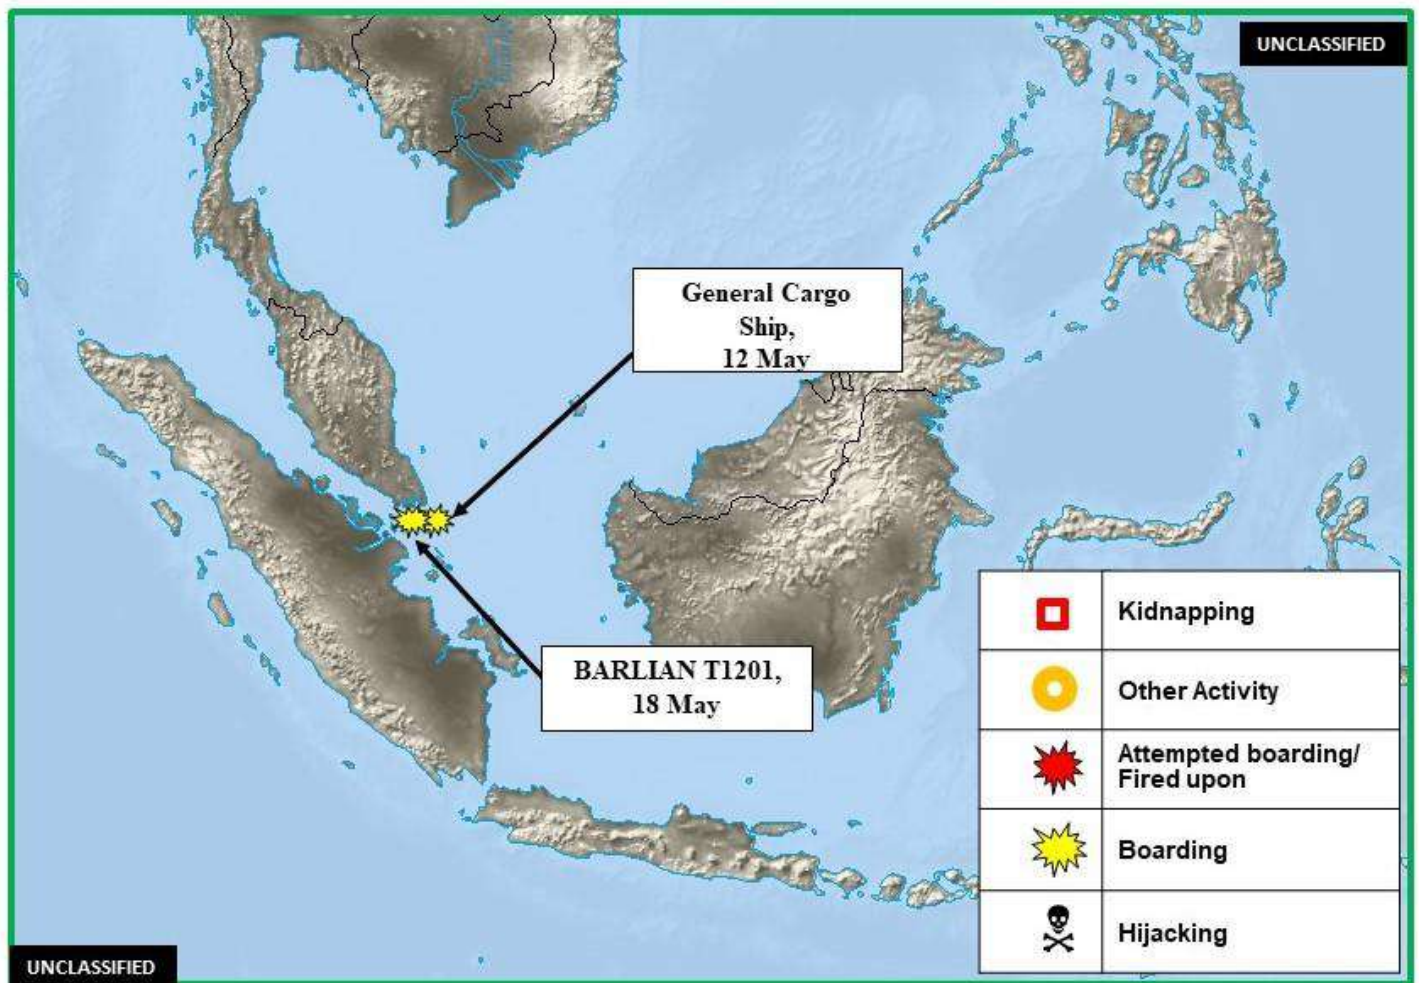 UNCLASSIFIED
General Cargo
Ship,
12 May
BARLIAN T1201,
18 May
Kidnapping
Other Activity
Attempted boarding/
Fired upon
Boarding
Hijacking
UNCLASSIFIED